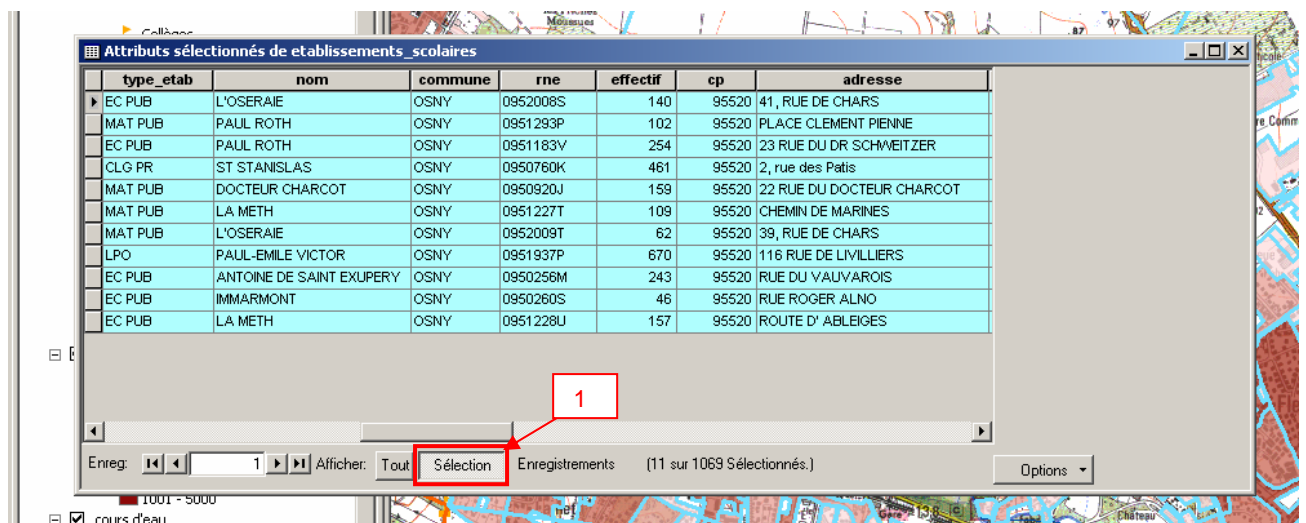 Moussues
87
97
Collèges
Attributs sélectionnés de etablissements_scolaires
type_etab nom commune rne effectif cp adresse
EC PUB L'OSERAIE OSNY 0952008S 140 95520 41, RUE DE CHARS
MAT PUB PAUL ROTH OSNY 0951293P 102 95520 PLACE CLEMENT PIENNE
EC PUB PAUL ROTH OSNY 0951183V 254 95520 23 RUE DU DR SCHWEITZER
CLG PR ST STANISLAS OSNY 0950760K 461 95520 2, rue des Patis
MAT PUB DOCTEUR CHARCOT OSNY 0950920J 159 95520 22 RUE DU DOCTEUR CHARCOT
MAT PUB LA METH OSNY 0951227T 109 95520 CHEMIN DE MARINES
MAT PUB L'OSERAIE OSNY 0952009T 62 95520 39, RUE DE CHARS
LPO PAUL-EMILE VICTOR OSNY 0951937P 670 95520 116 RUE DE LIVILLIERS
EC PUB ANTOINE DE SAINT EXUPERY OSNY 0950256M 243 95520 RUE DU VAUVAROIS
EC PUB IMMARMONT OSNY 0950260S 46 95520 RUE ROGER ALNO
EC PUB LA METH OSNY 0951228U 157 95520 ROUTE D' ABLEIGES
1
Enreg: 1 Afficher: Tout Sélection Enregistrements (11 sur 1069 Sélectionnés.)
Options
1001 - 5000
cours d'eau
Gare
Chateau